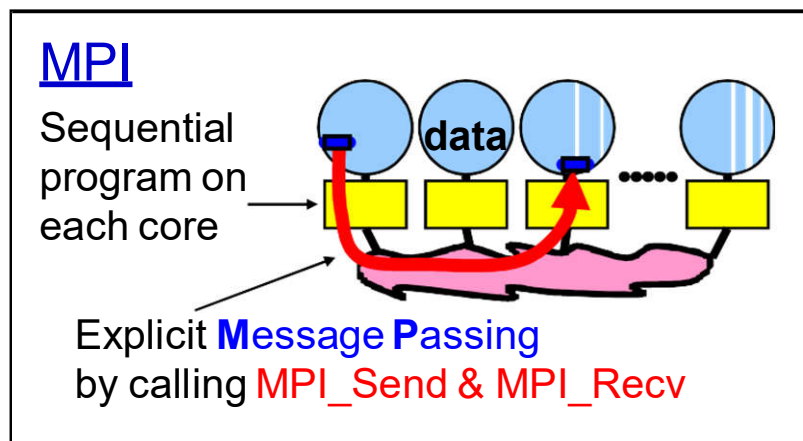 MPI
Sequential
program on
each core
data
Explicit Message Passing
by calling MPI_Send & MPI_Recv